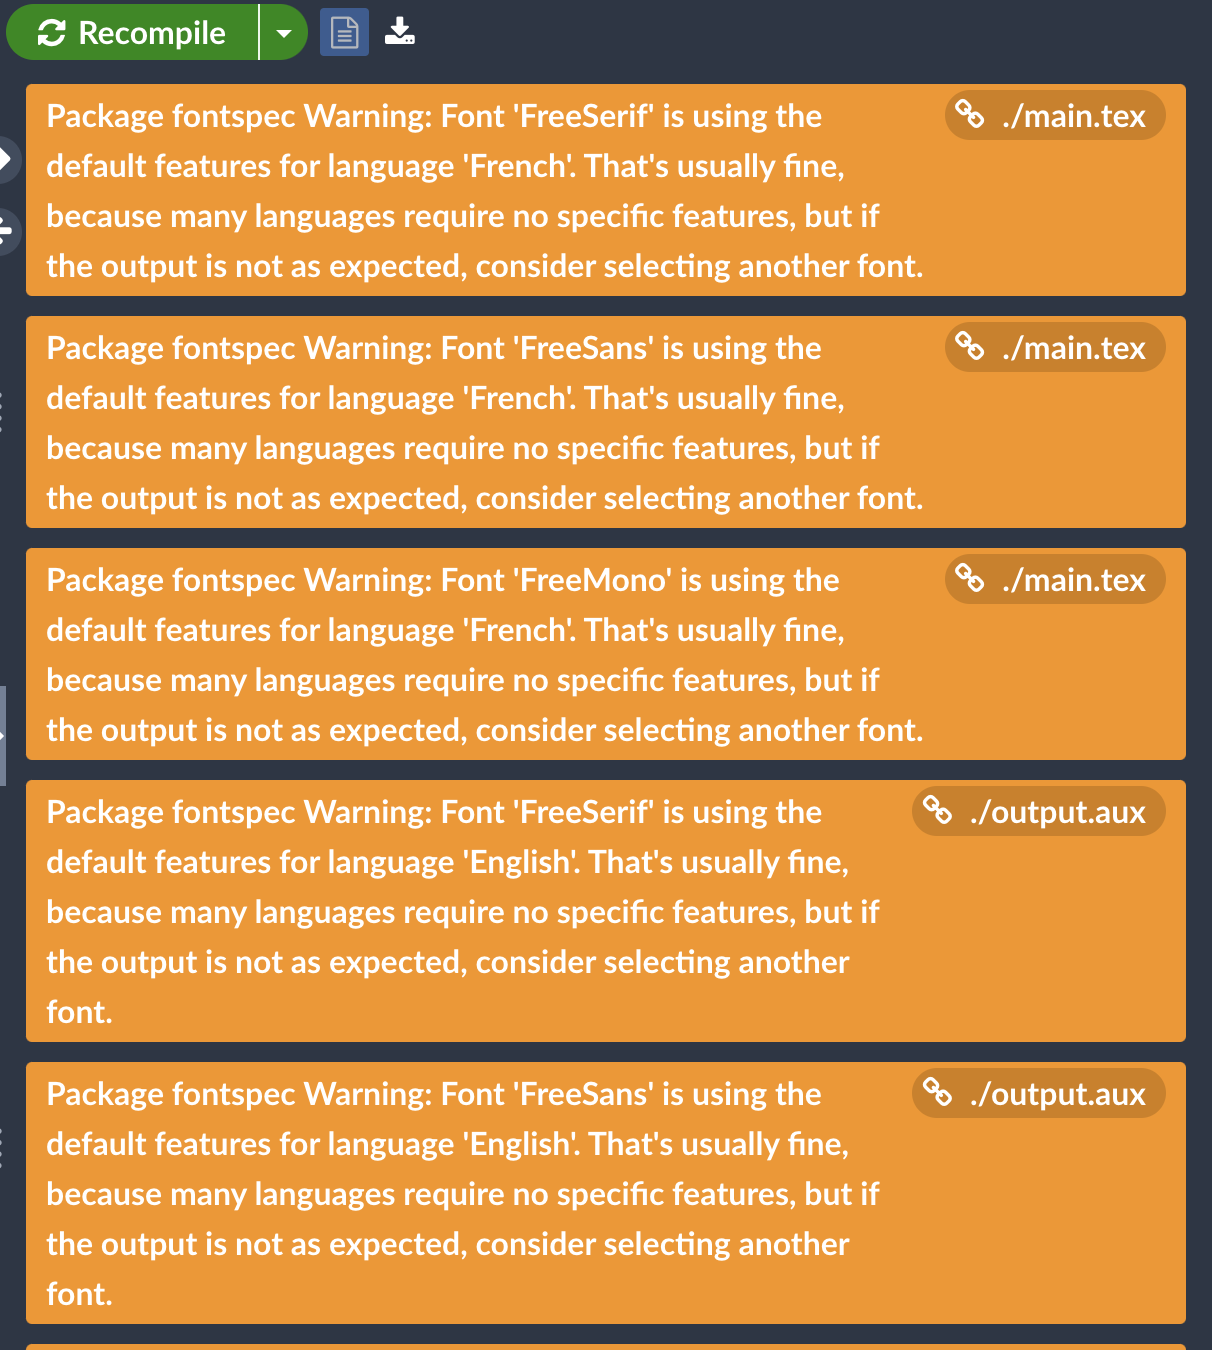 Recompile
Package fontspec Warning: Font 'FreeSerif' is using the
./main.tex
default features for language 'French'. That's usually fine,
because many languages require no specific features, but if
the output is not as expected, consider selecting another font.
Package fontspec Warning: Font 'FreeSans' is using the
./main.tex
default features for language 'French'. That's usually fine,
because many languages require no specific features, but if
the output is not as expected, consider selecting another font.
Package fontspec Warning: Font 'FreeMono' is using the
./main.tex
default features for language 'French'. That's usually fine,
because many languages require no specific features, but if
the output is not as expected, consider selecting another font.
Package fontspec Warning: Font 'FreeSerif' is using the
./output.aux
default features for language 'English'. That's usually fine,
because many languages require no specific features, but if
the output is not as expected, consider selecting another
font.
Package fontspec Warning: Font 'FreeSans' is using the
./output.aux
default features for language 'English'. That's usually fine,
because many languages require no specific features, but if
the output is not as expected, consider selecting another
font.